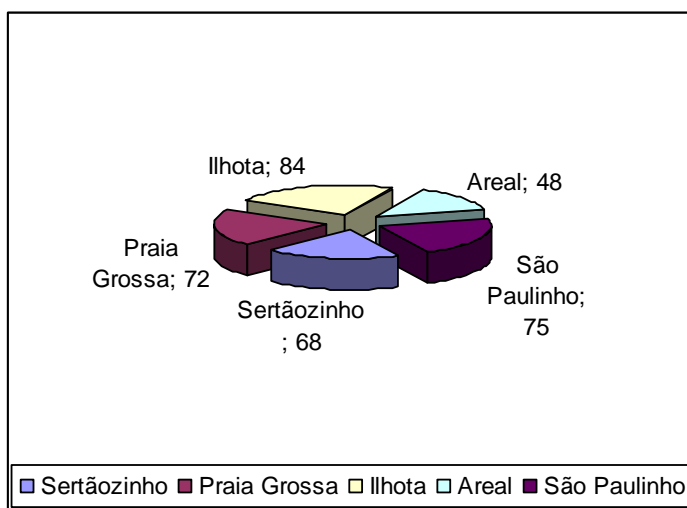 Ilhota; 84
Areal; 48
Praia
Grossa; 72
Sertãozinho
; 68
São
Paulinho;
75
Sertãozinho Praia Grossa Ilhota Areal São Paulinho